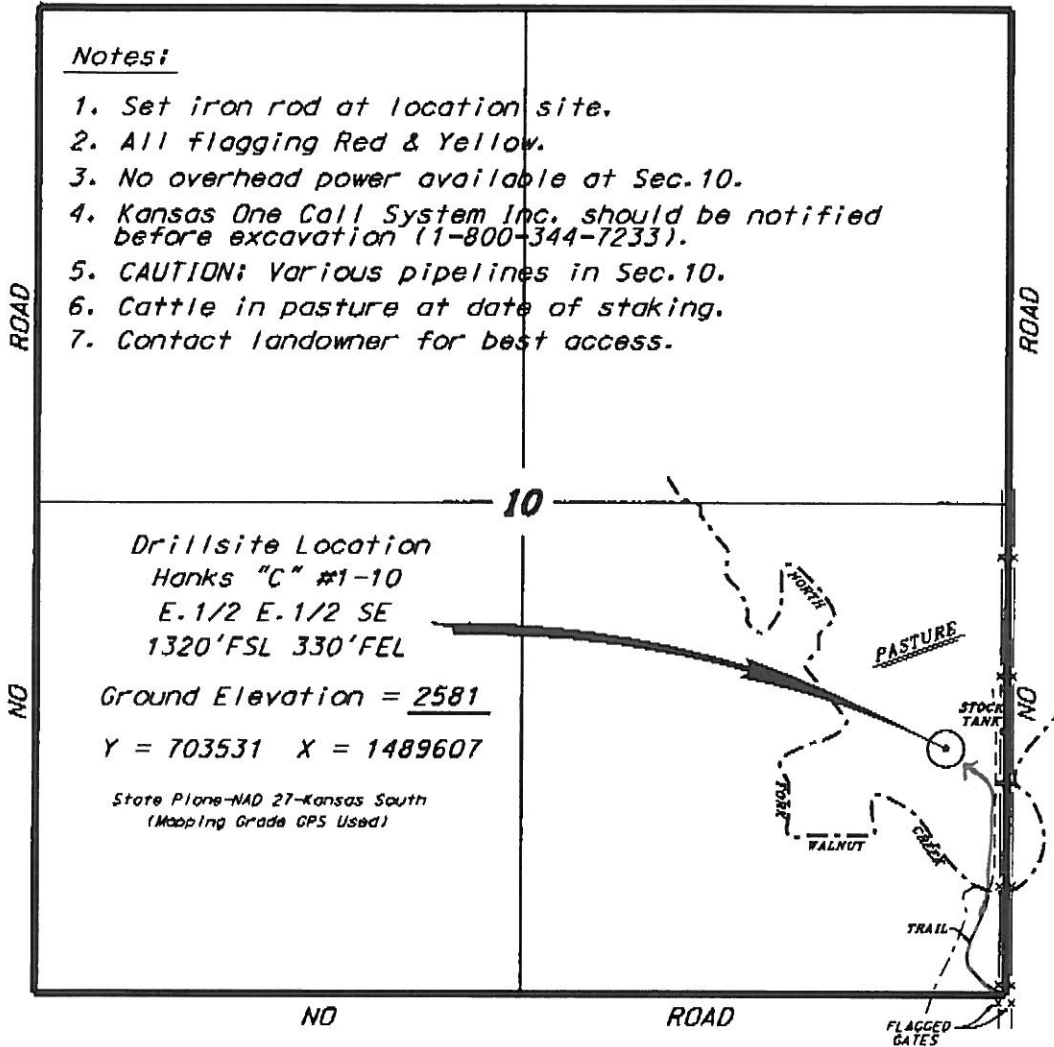 Notes:
1. Set iron rod at location site.
2. All flagging Red & Yellow.
3. No overhead power available at Sec.10.
4. Kansas One Call System Inc. should be notified
before excavation (1-800-344-7233).
5. CAUTION: Various pipelines in Sec.10.
6. Cattle in pasture at date of staking.
7. Contact landowner for best access.
ROAD
NO
ROAD
NO
10
Drillsite Location
Hanks "C" #1-10
E.1/2 E.1/2 SE
1320'FSL 330'FEL
Ground Elevation = 2581
Y = 703531 X = 1489607
State Plane-NAD 27-Kansas South
(Mapping Grade GPS Used)
NORTH
FORK
WALNUT
CREEK
PASTURE
STOCK
TANK
TRAIL
FLAGGED
GATES
NO ROAD